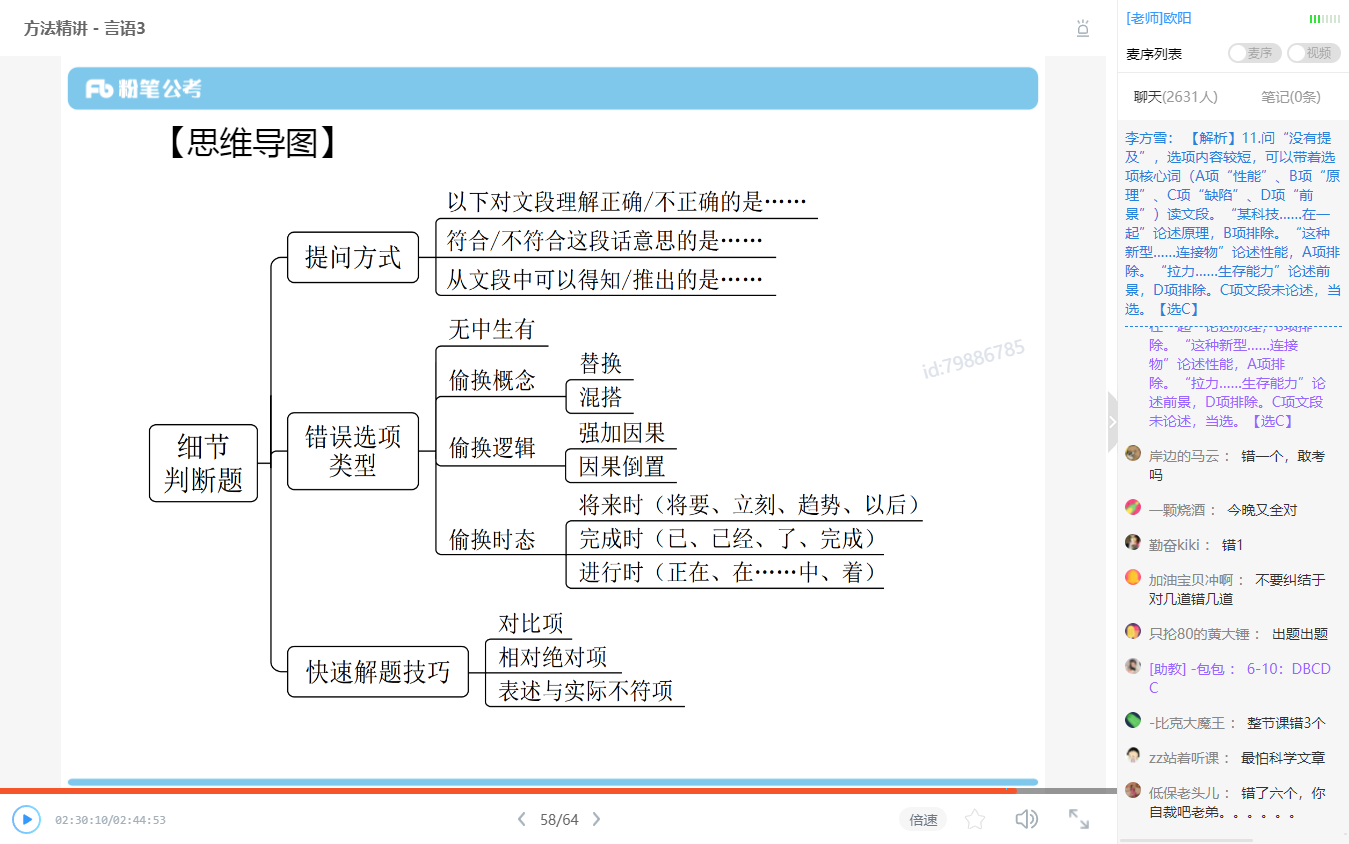 方法精讲 - 言语3
粉笔公考
【思维导图】
细节
判断题
提问方式
以下对文段理解正确/不正确的是……
符合/不符合这段话意思的是……
从文段中可以得知/推出的是……
错误选项
类型
无中生有
偷换概念
替换
混搭
偷换逻辑
强加因果
因果倒置
偷换时态
将来时（将要、立刻、趋势、以后）
完成时（已、已经、了、完成）
进行时（正在、在……中、着）
快速解题技巧
对比项
相对绝对项
表述与实际不符项
id:79886785
02:30:10/02:44:53
58/64
倍速
[老师]欧阳
麦序列表
麦序
视频
聊天(2631人)
笔记(0条)
李方雪： 【解析】11.问“没有提
及”，选项内容较短，可以带着选
项核心词（A项“性能”、B项“原
理”、C项“缺陷”、D项“前
景”）读文段。“某科技……在一
起”论述原理，B项排除。“这种
新型……连接物”论述性能，A项排
除。“拉力……生存能力”论述前
景，D项排除。C项文段未论述，当
选。【选C】
在一起”论述原理，B项排
除。“这种新型……连接
物”论述性能，A项排
除。“拉力……生存能力”论
述前景，D项排除。C项文段
未论述，当选。【选C】
岸边的马云： 错一个，敢考
吗
一颗烧酒： 今晚又全对
勤奋kiki： 错1
加油宝贝冲啊： 不要纠结于
对几道错几道
只抡80的黄大锤： 出题出题
[助教] -包包： 6-10：DBCD
C
-比克大魔王： 整节课错3个
zz站着听课： 最怕科学文章
低保老头儿： 错了六个，你
自裁吧老弟。。。。。。